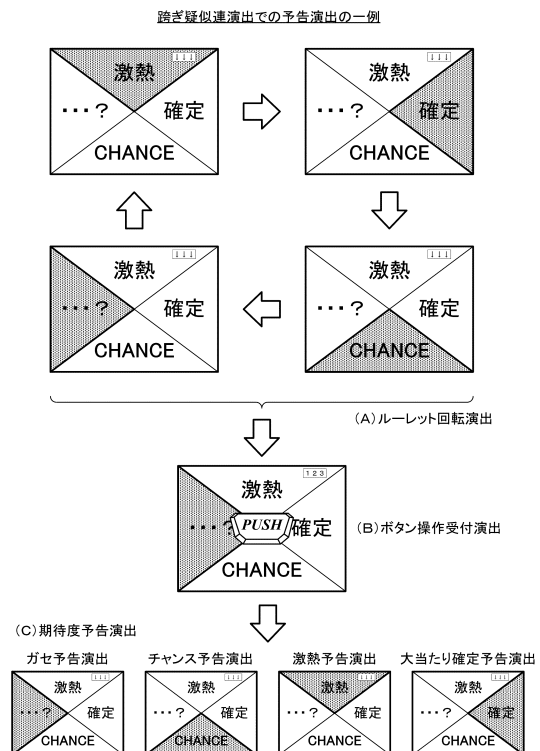 跨ぎ疑似連演出での予告演出の一例
↓↓↓
激熱
・・・?
確定
CHANCE
↓↓↓
激熱
・・・?
確定
CHANCE
↓↓↓
激熱
・・・?
確定
CHANCE
↓↓↓
激熱
・・・?
確定
CHANCE
(A)ルーレット回転演出
1 2 3
激熱
・・・?
PUSH
確定
CHANCE
(B)ボタン操作受付演出
(C)期待度予告演出
ガセ予告演出
↓↓↓
激熱
・・・?
確定
CHANCE
チャンス予告演出
↓↓↓
激熱
・・・?
確定
CHANCE
激熱予告演出
↓↓↓
激熱
・・・?
確定
CHANCE
大当たり確定予告演出
↓↓↓
激熱
・・・?
確定
CHANCE